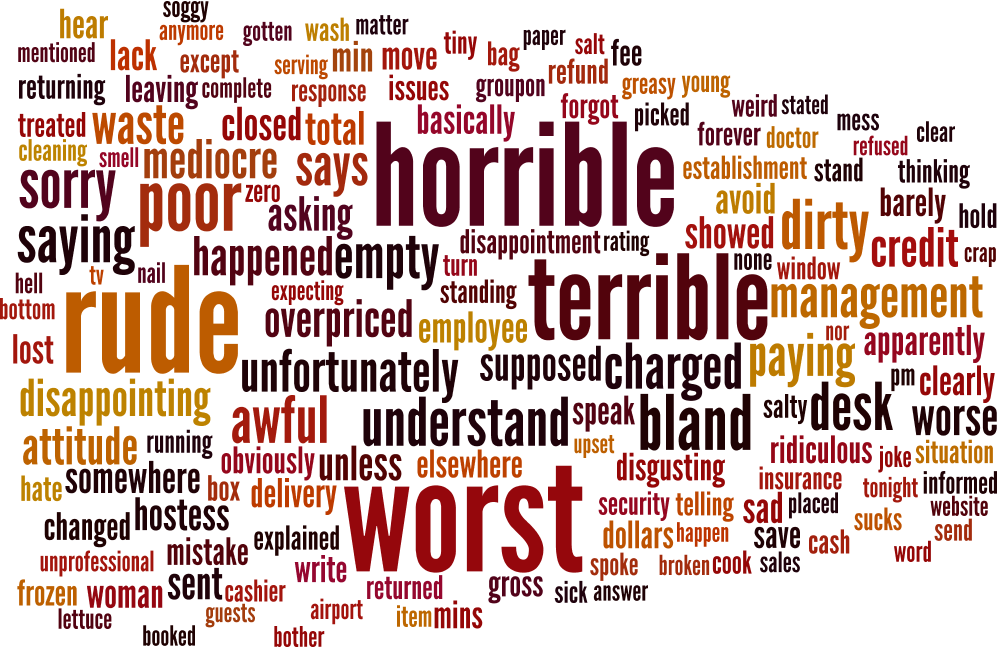 soggy
hear anymore gotten wash matter
mentioned lack except serving min move tiny bag paper salt fee
returning leaving complete response issues groupon refund greasy young
treated waste closed total basically forgot picked weird stated
cleaning smell mediocre says horrible forever doctor mess refused clear
sorry poor zero asking establishment stand thinking
saying happened empty disappointment rating avoid showed dirty barely credit hold
hell tv nail turn none window crap
bottom rude expecting standing terrible management
lost overpriced employee nor apparently
unfortunately supposed charged paying pm clearly
disappointing awful understand speak bland salty desk worse
attitude running upset ridiculous joke situation
hate somewhere obviously unless elsewhere disgusting insurance tonight informed
box delivery worst security telling sad placed website
changed hostess dollars happen save cash sucks send
unprofessional mistake explained spoke broken cook sales word
frozen woman sent cashier write returned gross sick answer
lettuce guests airport item mins
booked bother